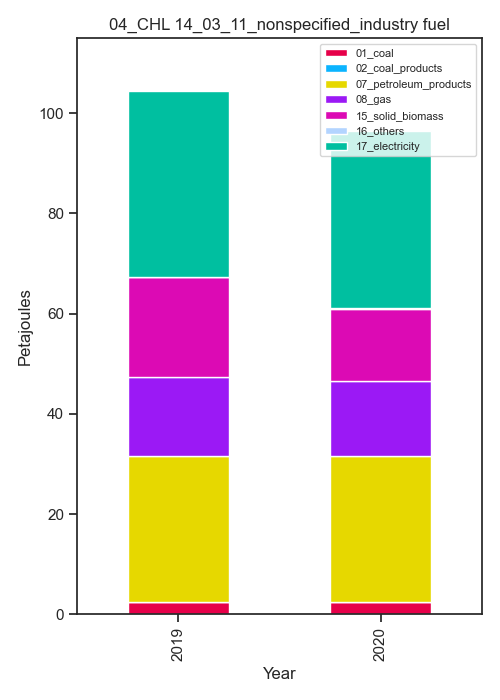 04_CHL 14_03_11_nonspecified_industry fuel
01_coal
02_coal_products
07_petroleum_products
08_gas
15_solid_biomass
16_others
17_electricity
100
80
60
40
20
0
Petajoules
2019
2020
Year